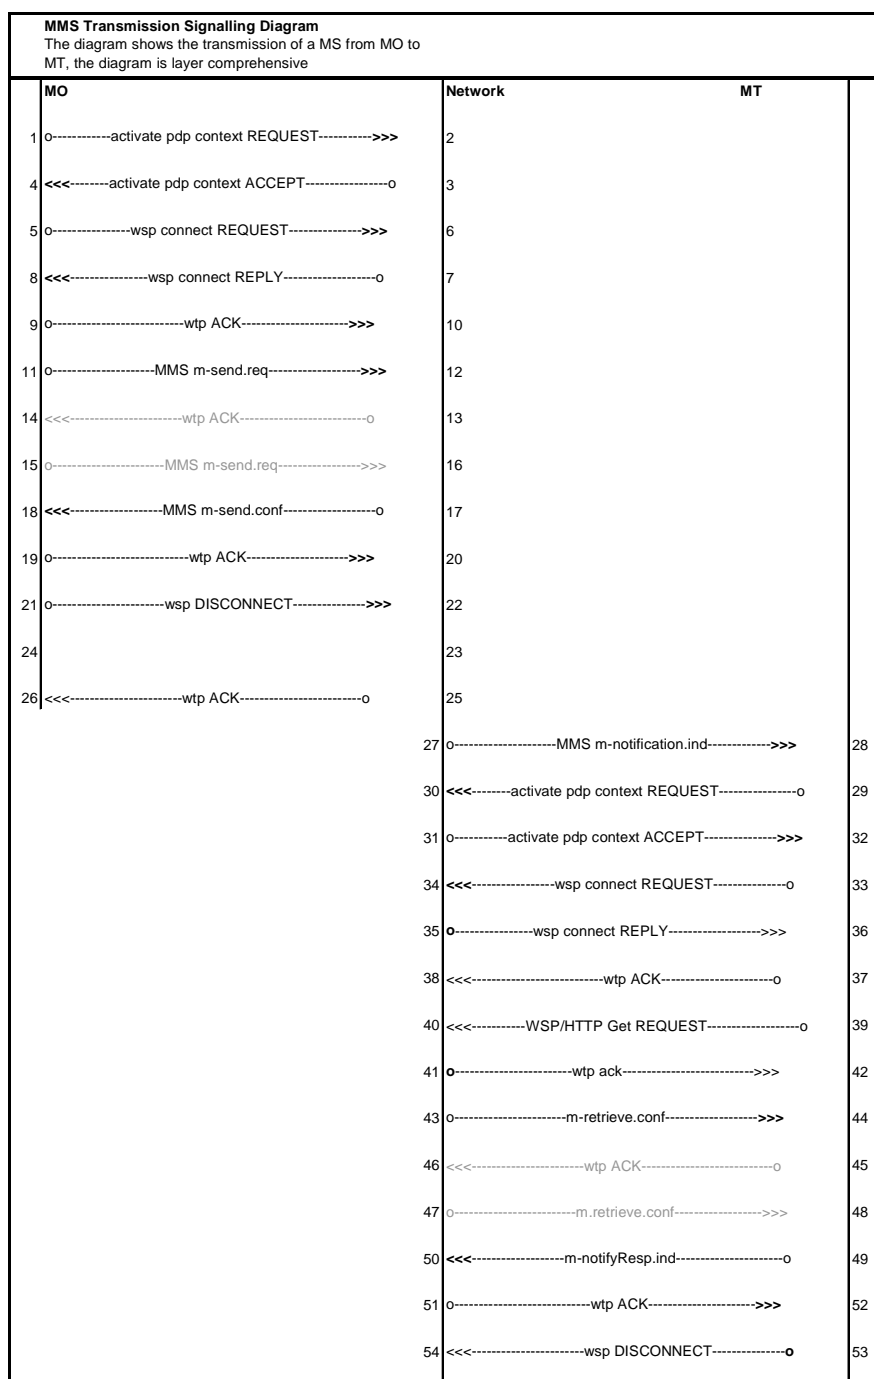 MMS Transmission Signalling Diagram
The diagram shows the transmission of a MS from MO to
MT, the diagram is layer comprehensive
MO Network MT
1 o------------activate pdp context REQUEST----------->>> 2
4 <<<--------activate pdp context ACCEPT-----------------o 3
5 o----------------wsp connect REQUEST--------------->>> 6
8 <<<----------------wsp connect REPLY-------------------o 7
9 o---------------------------wtp ACK---------------------->>> 10
11 o---------------------MMS m-send.req------------------->>> 12
14 <<<-----------------------wtp ACK--------------------------o 13
15 o-----------------------MMS m-send.req----------------->>> 16
18 <<<-------------------MMS m-send.conf-------------------o 17
19 o----------------------------wtp ACK--------------------->>> 20
21 o-----------------------wsp DISCONNECT--------------->>> 22
24 23
26 <<<-----------------------wtp ACK-------------------------o 25
27 o---------------------MMS m-notification.ind------------->>> 28
30 <<<--------activate pdp context REQUEST----------------o 29
31 o-----------activate pdp context ACCEPT--------------->>> 32
34 <<<-----------------wsp connect REQUEST---------------o 33
35 o----------------wsp connect REPLY------------------->>> 36
38 <<<---------------------------wtp ACK-----------------------o 37
40 <<<-----------WSP/HTTP Get REQUEST-------------------o 39
41 o------------------------wtp ack--------------------------->>> 42
43 o-----------------------m-retrieve.conf------------------->>> 44
46 <<<-----------------------wtp ACK---------------------------o 45
47 o-------------------------m.retrieve.conf------------------>>> 48
50 <<<-------------------m-notifyResp.ind----------------------o 49
51 o----------------------------wtp ACK---------------------->>> 52
54 <<<-----------------------wsp DISCONNECT---------------o 53